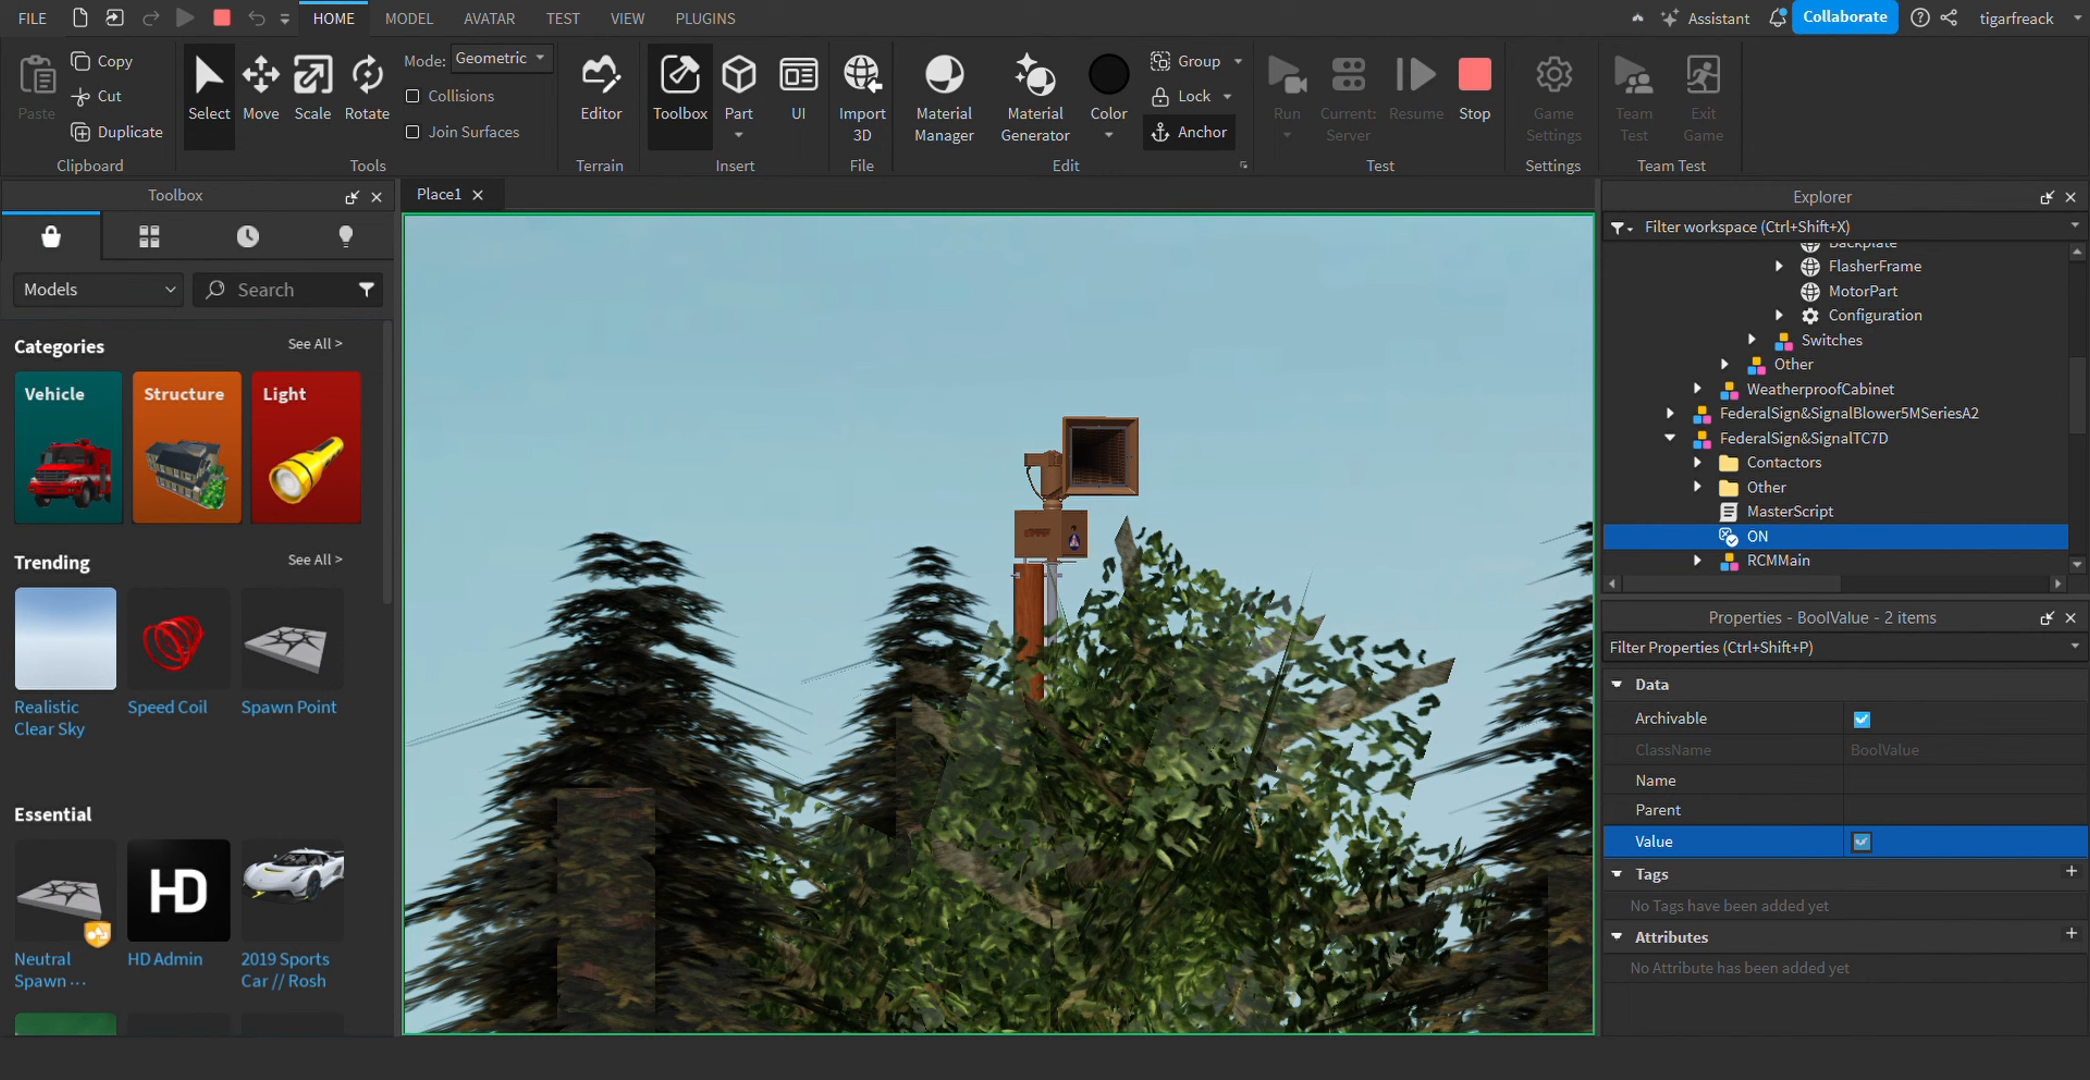 FILE
HOME
MODEL
AVATAR
TEST
VIEW
PLUGINS
Assistant
Collaborate
tigarfreack
Paste
Copy
Cut
Duplicate
Clipboard
Select
Move
Scale
Rotate
Mode: Geometric
Collisions
Join Surfaces
Tools
Editor
Terrain
Toolbox
Part
UI
Insert
Import
3D
File
Material
Manager
Material
Generator
Color
Group
Lock
Anchor
Edit
Run
Current:
Server
Resume
Stop
Test
Game
Settings
Settings
Team
Test
Exit
Game
Team Test
Toolbox
Models
Search
Categories
See All >
Vehicle
Structure
Light
Trending
See All >
Realistic
Clear Sky
Speed Coil
Spawn Point
Essential
HD
Neutral
Spawn ...
HD Admin
2019 Sports
Car // Rosh
Place1
Explorer
Filter workspace (Ctrl+Shift+X)
Backplate
FlasherFrame
MotorPart
Configuration
Switches
Other
WeatherproofCabinet
FederalSign&SignalBlower5MSeriesA2
FederalSign&SignalTC7D
Contactors
Other
MasterScript
ON
RCMMain
Properties - BoolValue - 2 items
Filter Properties (Ctrl+Shift+P)
Data
Archivable
ClassName BoolValue
Name
Parent
Value
Tags
No Tags have been added yet
Attributes
No Attribute has been added yet